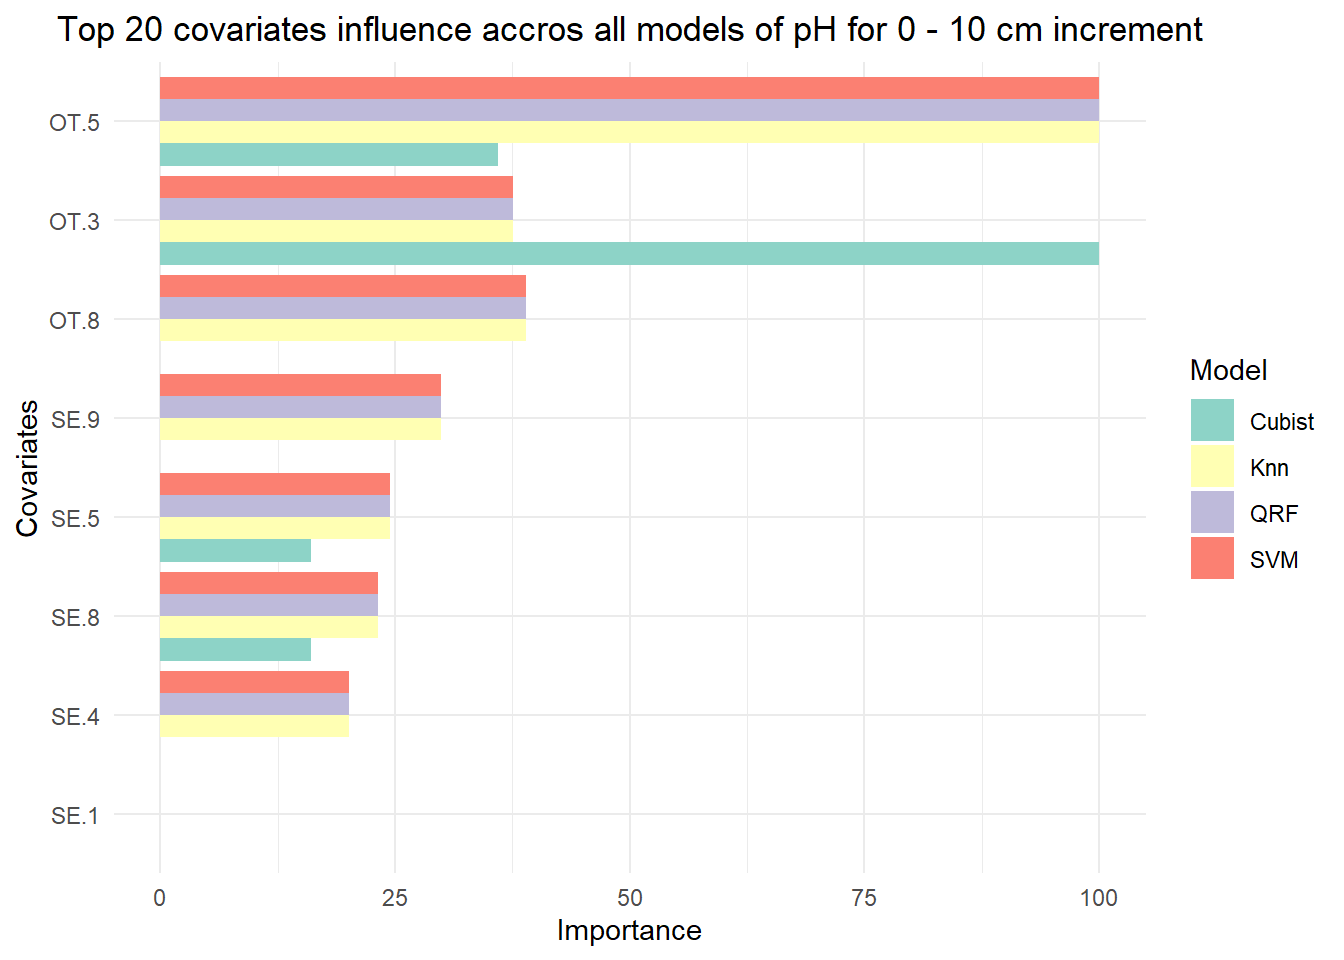 Top 20 covariates influence accros all models of pH for 0 - 10 cm increment
Covariates
OT.5
OT.3
OT.8
SE.9
SE.5
SE.8
SE.4
SE.1
0 25 50 75 100
Importance
Model
Cubist
Knn
QRF
SVM